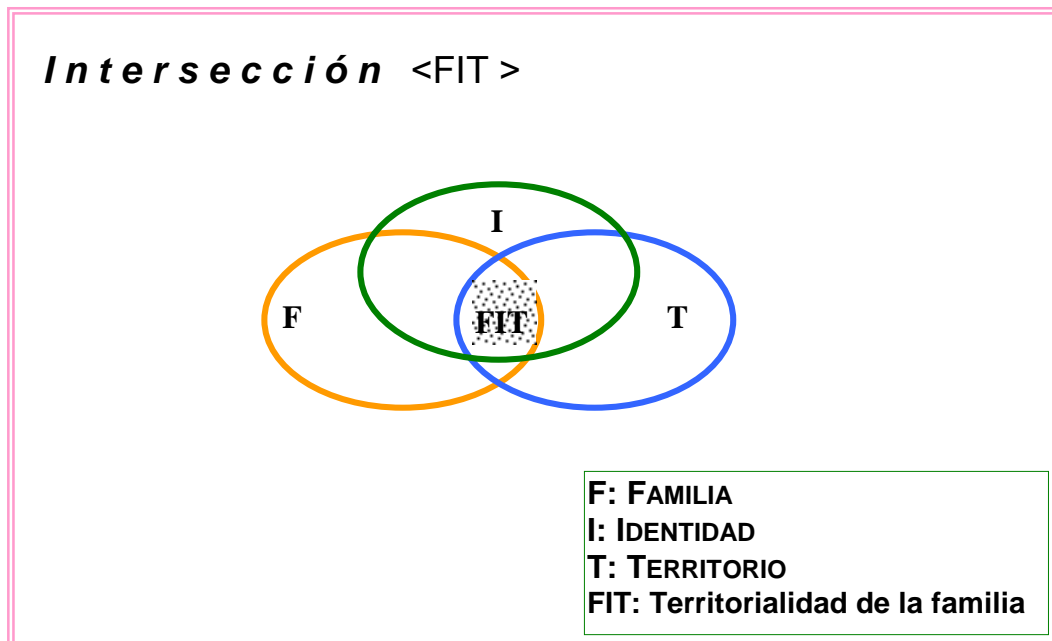 Intersección <FIT >
I
F
FIT
T
F: FAMILIA
I: IDENTIDAD
T: TERRITORIO
FIT: Territorialidad de la familia